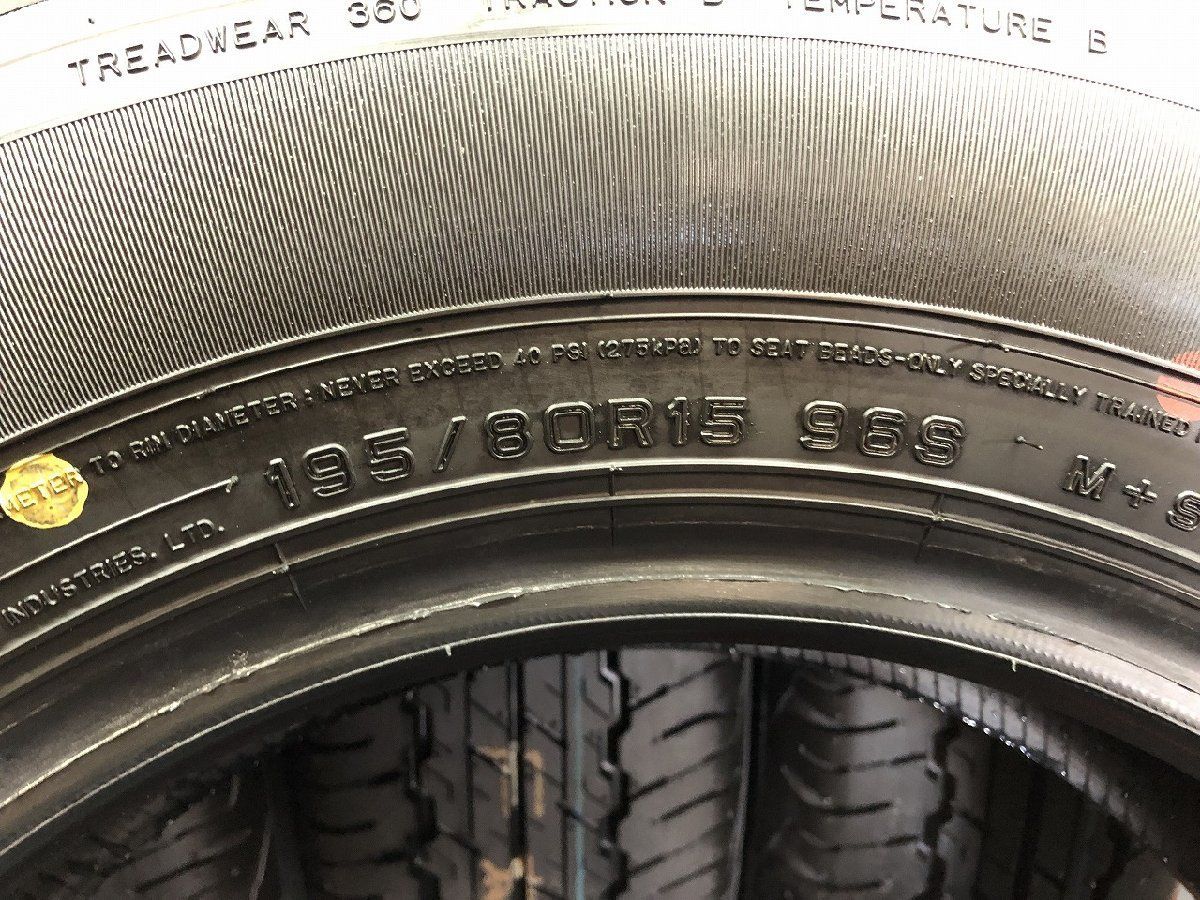 TREADWEAR 360 TRACTION B TEMPERATURE B
TO RIM DIAMETER : NEVER EXCEED 40 PSI (275kPa) TO SEAT BEADS-ONLY SPECIALLY TRAINED
INDUSTRIES, LTD. 195/80R15 96S M+S